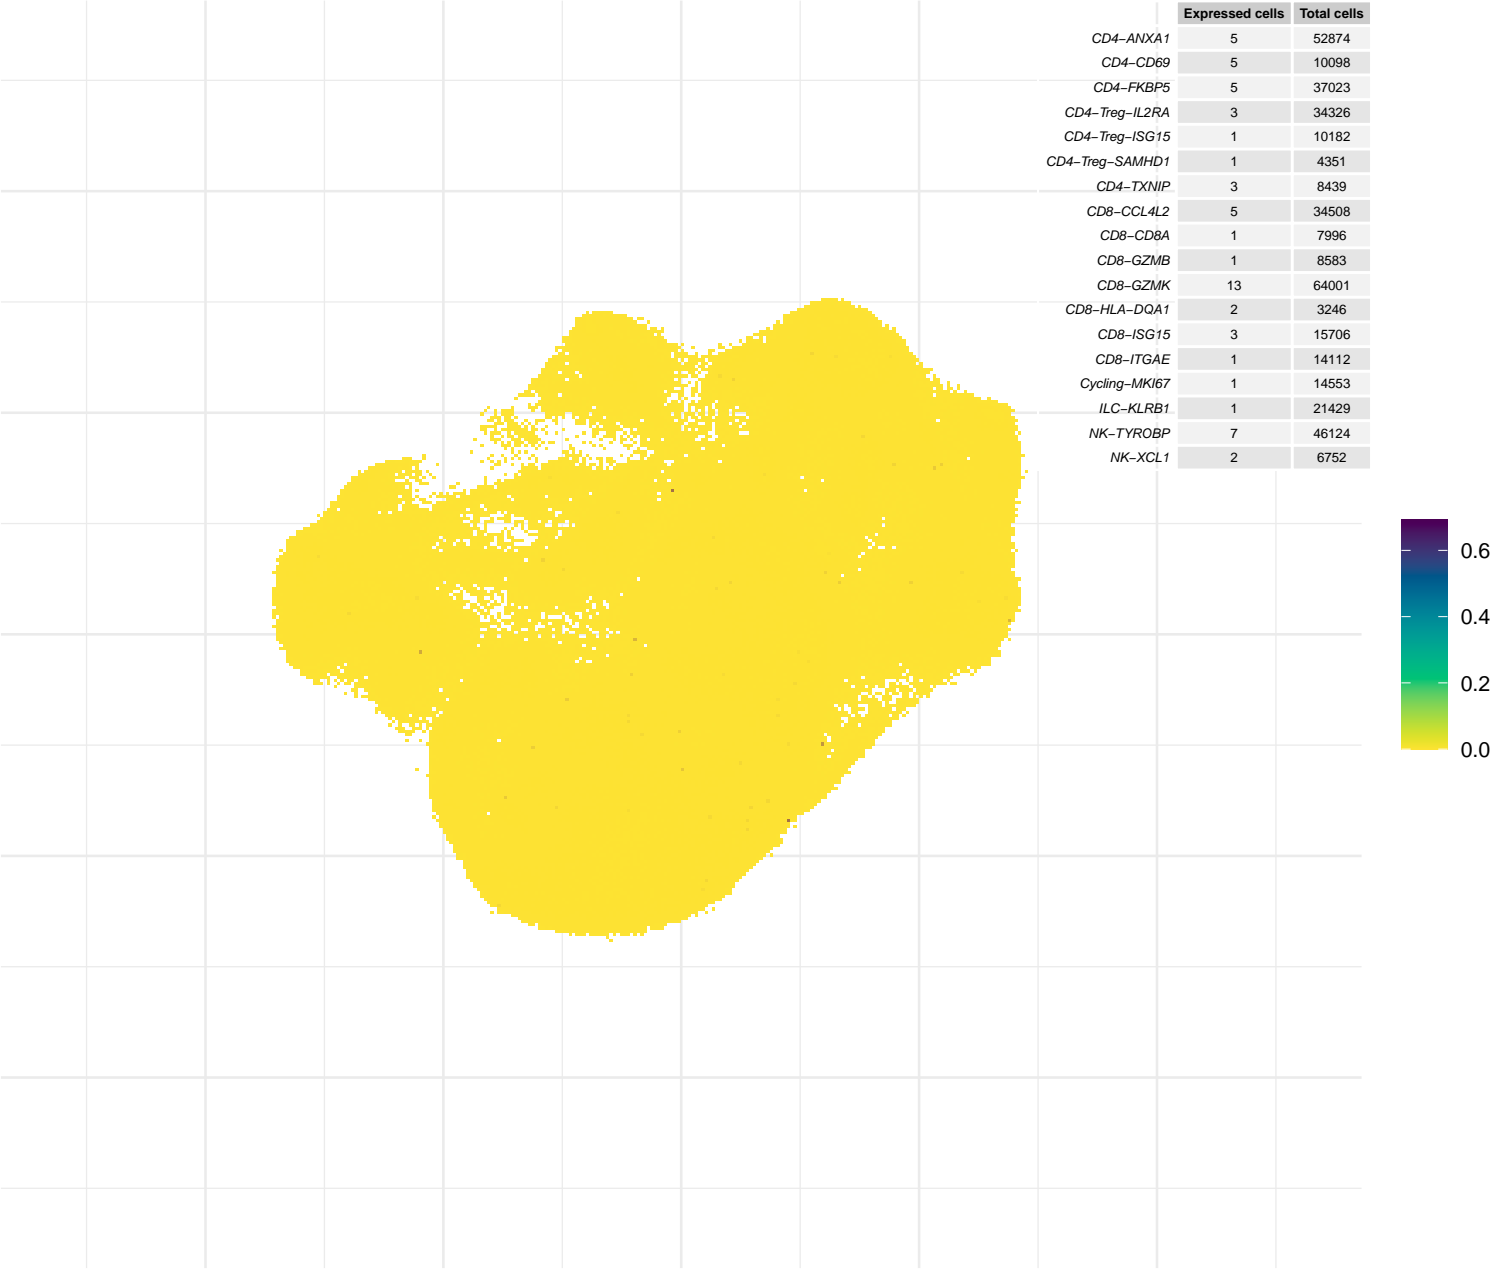 Expressed cells Total cells
CD4−ANXA1 5 52874
CD4−CD69 5 10098
CD4−FKBP5 5 37023
CD4−Treg−IL2RA 3 34326
CD4−Treg−ISG15 1 10182
CD4−Treg−SAMHD1 1 4351
CD4−TXNIP 3 8439
CD8−CCL4L2 5 34508
CD8−CD8A 1 7996
CD8−GZMB 1 8583
CD8−GZMK 13 64001
CD8−HLA−DQA1 2 3246
CD8−ISG15 3 15706
CD8−ITGAE 1 14112
Cycling−MKI67 1 14553
ILC−KLRB1 1 21429
NK−TYROBP 7 46124
NK−XCL1 2 6752
0.6
0.4
0.2
0.0